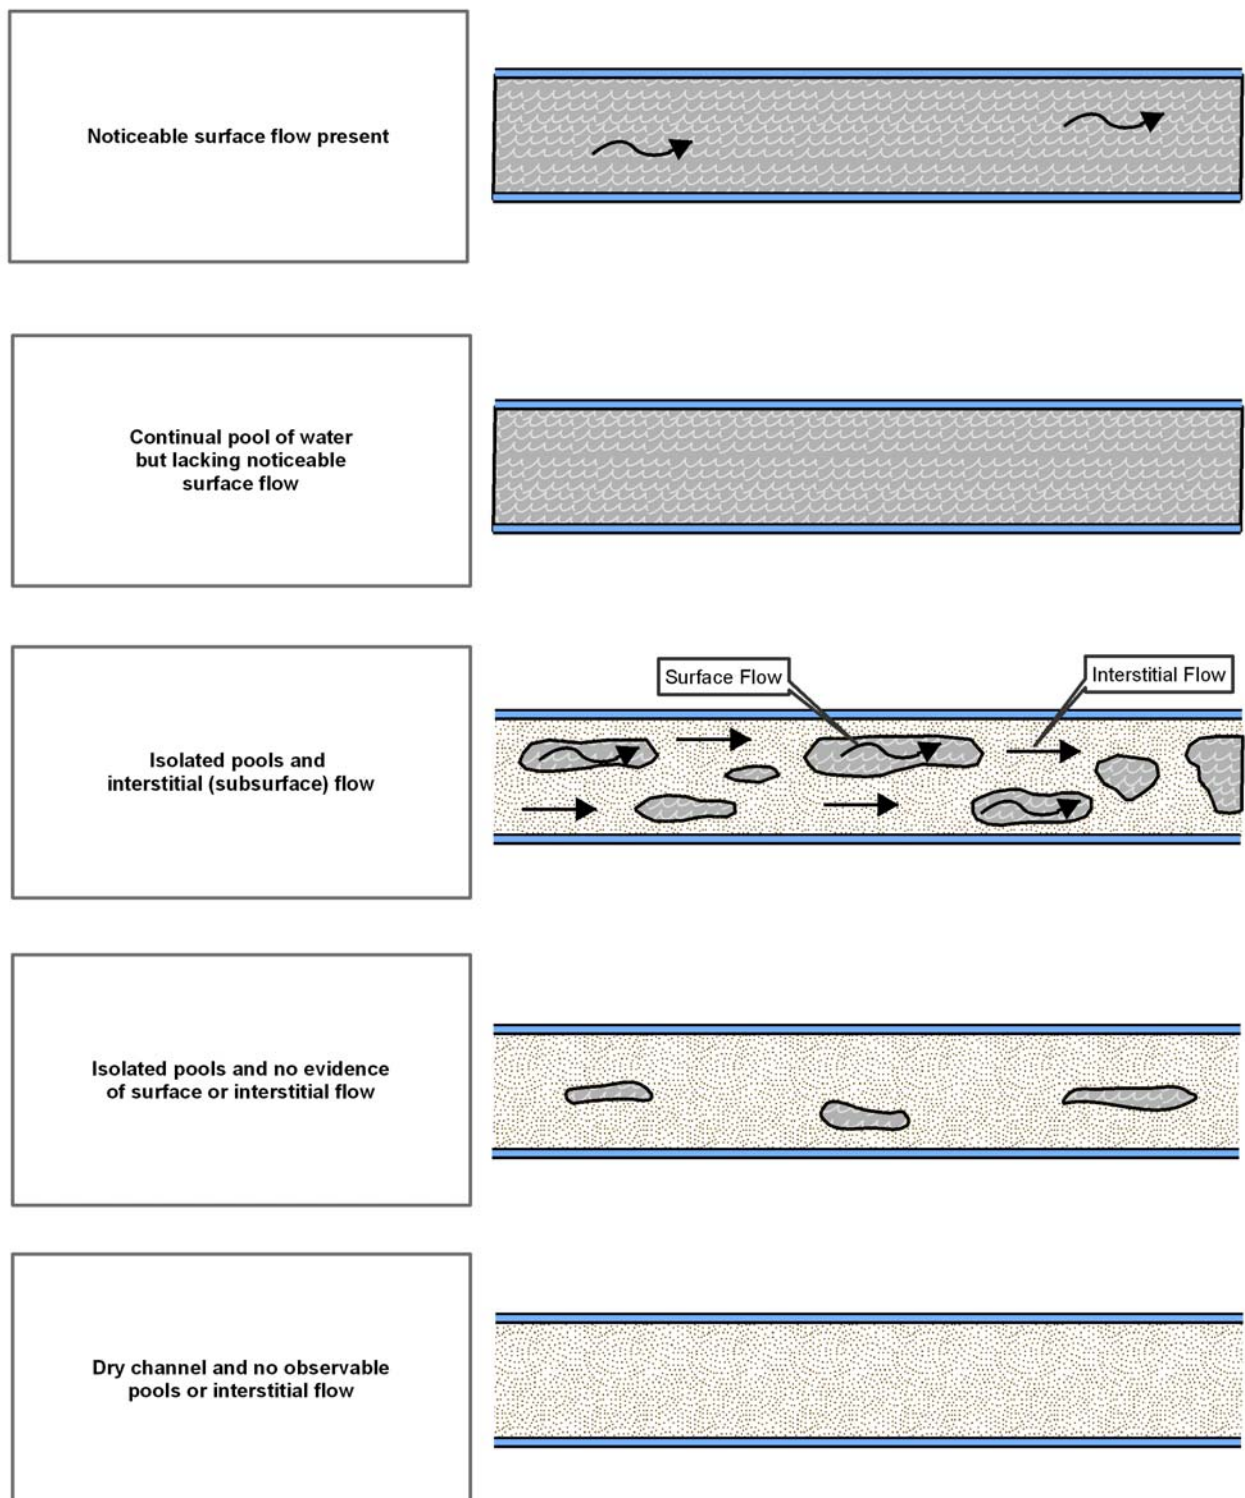 Noticeable surface flow present
Continual pool of water
but lacking noticeable
surface flow
Surface Flow
Interstitial Flow
Isolated pools and
interstitial (subsurface) flow
Isolated pools and no evidence
of surface or interstitial flow
Dry channel and no observable
pools or interstitial flow